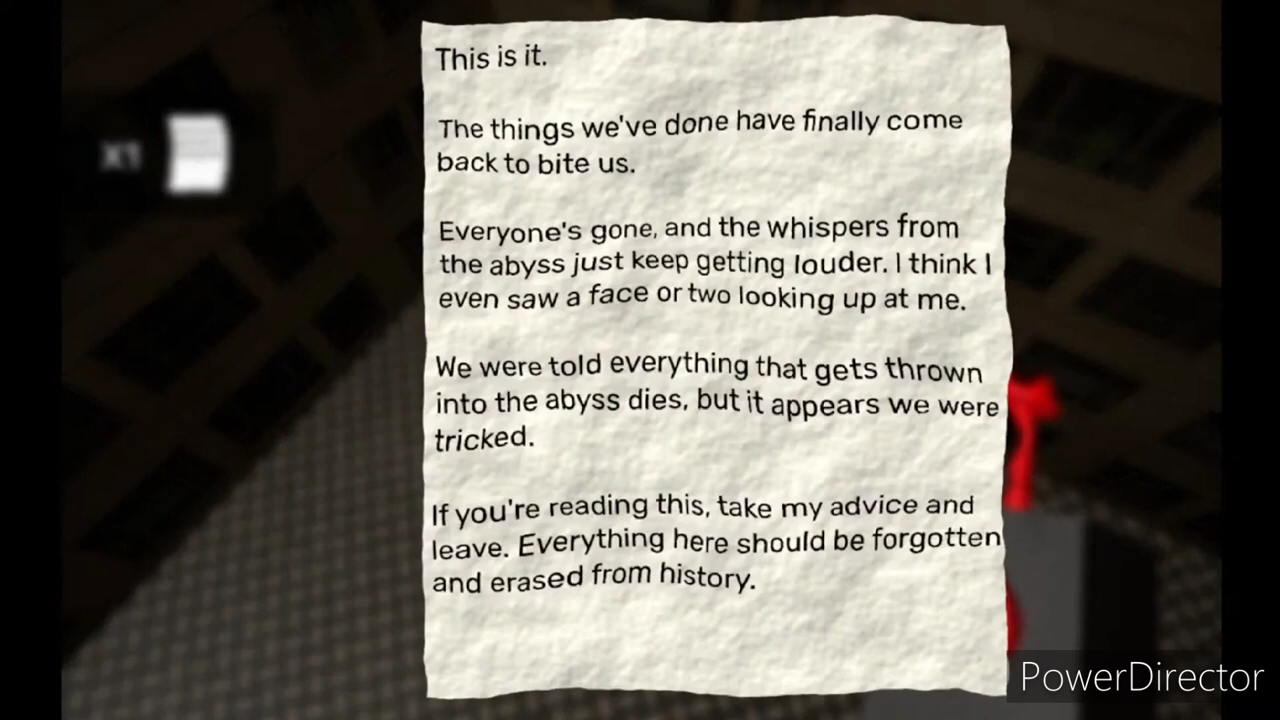 This is it.
The things we've done have finally come
back to bite us.
Everyone's gone, and the whispers from
the abyss just keep getting louder. I think I
even saw a face or two looking up at me.
We were told everything that gets thrown
into the abyss dies, but it appears we were
tricked.
If you're reading this, take my advice and
leave. Everything here should be forgotten
and erased from history.
X1
PowerDirector